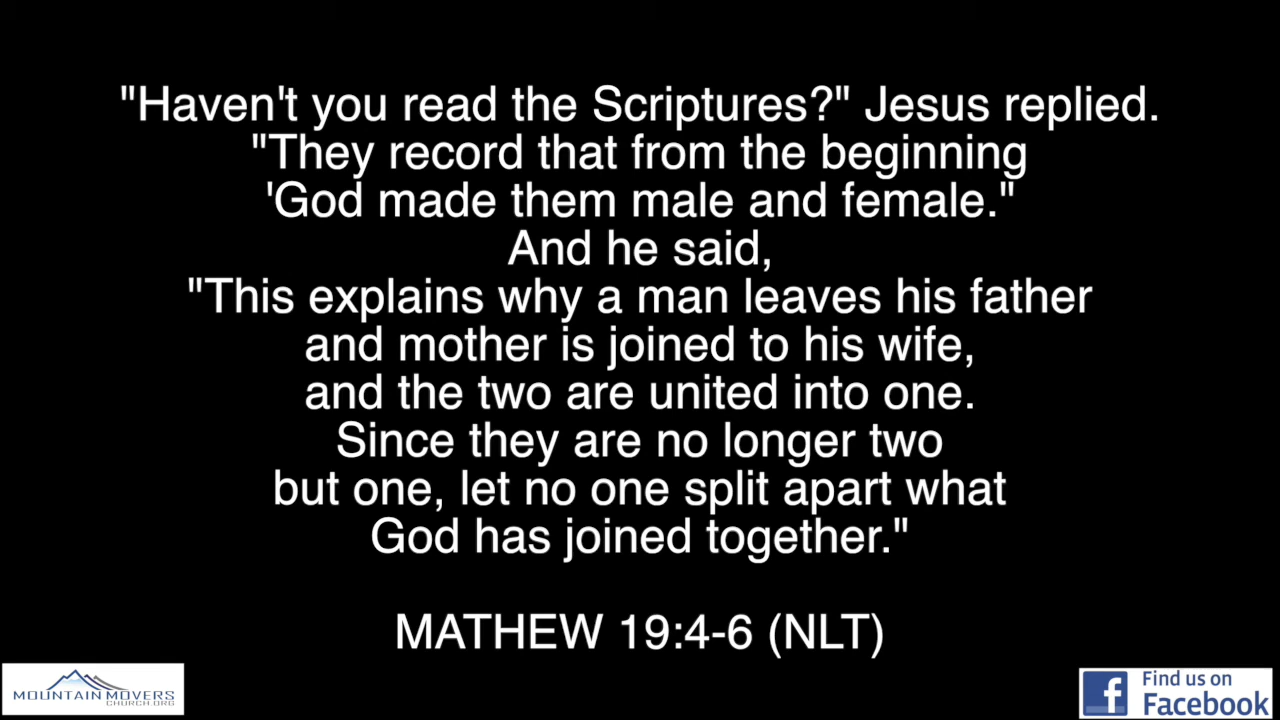 "Haven't you read the Scriptures?" Jesus replied.
"They record that from the beginning
'God made them male and female."
And he said,
"This explains why a man leaves his father
and mother is joined to his wife,
and the two are united into one.
Since they are no longer two
but one, let no one split apart what
God has joined together."
MATHEW 19:4-6 (NLT)
MOUNTAIN MOVERS
CHURCH.ORG
Find us on
Facebook